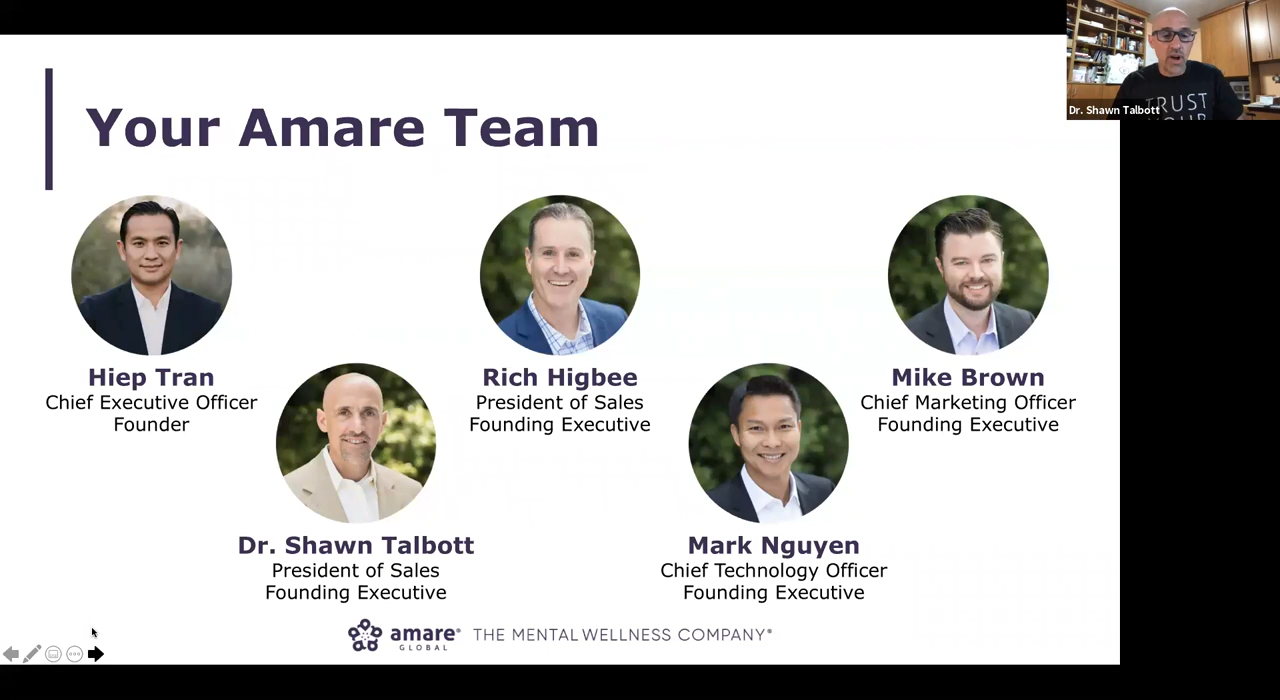 Your Amare Team
Hiep Tran
Chief Executive Officer
Founder
Rich Higbee
President of Sales
Founding Executive
Mike Brown
Chief Marketing Officer
Founding Executive
Dr. Shawn Talbott
President of Sales
Founding Executive
Mark Nguyen
Chief Technology Officer
Founding Executive
amare® THE MENTAL WELLNESS COMPANY®
GLOBAL
TRUST
YOUR
Dr. Shawn Talbott